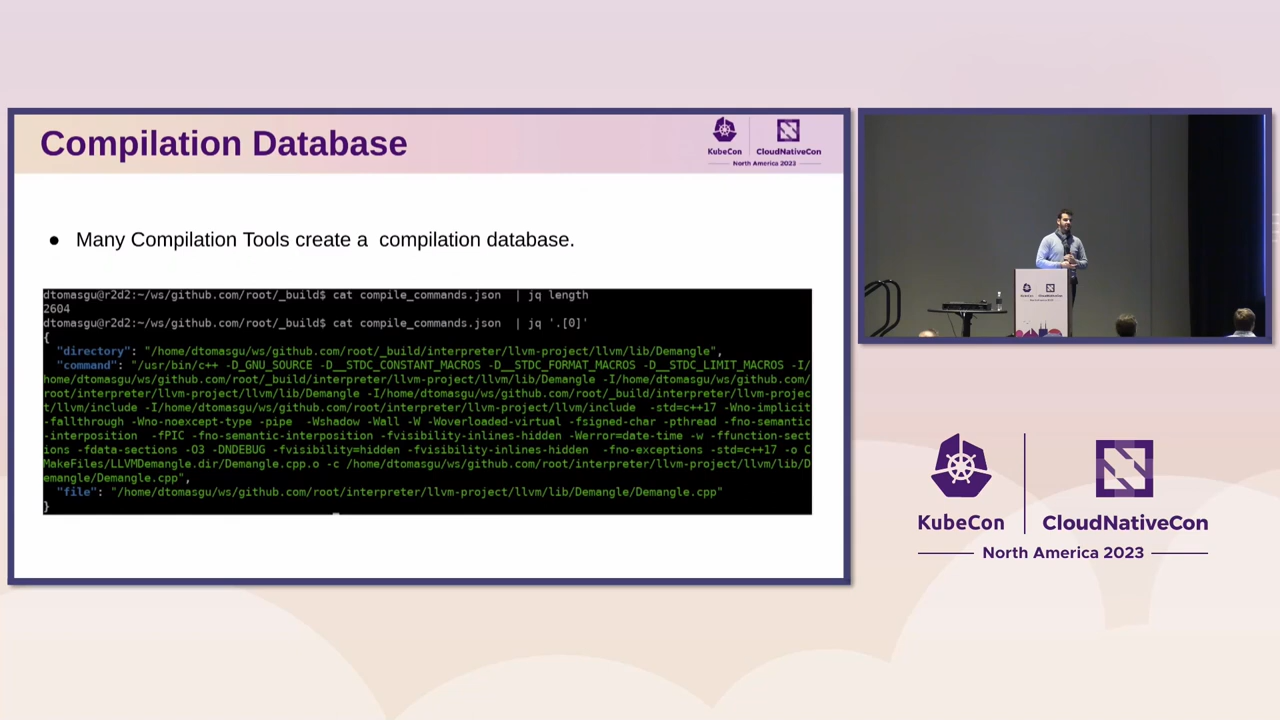 Compilation Database
KubeCon
CloudNativeCon
North America 2023
● Many Compilation Tools create a  compilation database.
dtomasgu@r2d2:~/ws/github.com/root/_build$ cat compile_commands.json  | jq length
2604
dtomasgu@r2d2:~/ws/github.com/root/_build$ cat compile_commands.json  | jq '.[0]'
{
  "directory": "/home/dtomasgu/ws/github.com/root/_build/interpreter/llvm-project/llvm/lib/Demangle",
  "command": "/usr/bin/c++ -D_GNU_SOURCE -D__STDC_CONSTANT_MACROS -D__STDC_FORMAT_MACROS -D__STDC_LIMIT_MACROS -I/
home/dtomasgu/ws/github.com/root/_build/interpreter/llvm-project/llvm/lib/Demangle -I/home/dtomasgu/ws/github.com/
root/interpreter/llvm-project/llvm/lib/Demangle -I/home/dtomasgu/ws/github.com/root/_build/interpreter/llvm-projec
t/llvm/include -I/home/dtomasgu/ws/github.com/root/interpreter/llvm-project/llvm/include  -std=c++17 -Wno-implicit
-fallthrough -Wno-noexcept-type -pipe  -Wshadow -Wall -W -Woverloaded-virtual -fsigned-char -pthread -fno-semantic
-interposition  -fPIC -fno-semantic-interposition -fvisibility-inlines-hidden -Werror=date-time -w -ffunction-sect
ions -fdata-sections -O3 -DNDEBUG -fvisibility=hidden -fvisibility-inlines-hidden  -fno-exceptions -std=c++17 -o C
MakeFiles/LLVMDemangle.dir/Demangle.cpp.o -c /home/dtomasgu/ws/github.com/root/interpreter/llvm-project/llvm/lib/D
emangle/Demangle.cpp",
  "file": "/home/dtomasgu/ws/github.com/root/interpreter/llvm-project/llvm/lib/Demangle/Demangle.cpp"
}
KubeCon
CloudNativeCon
North America 2023